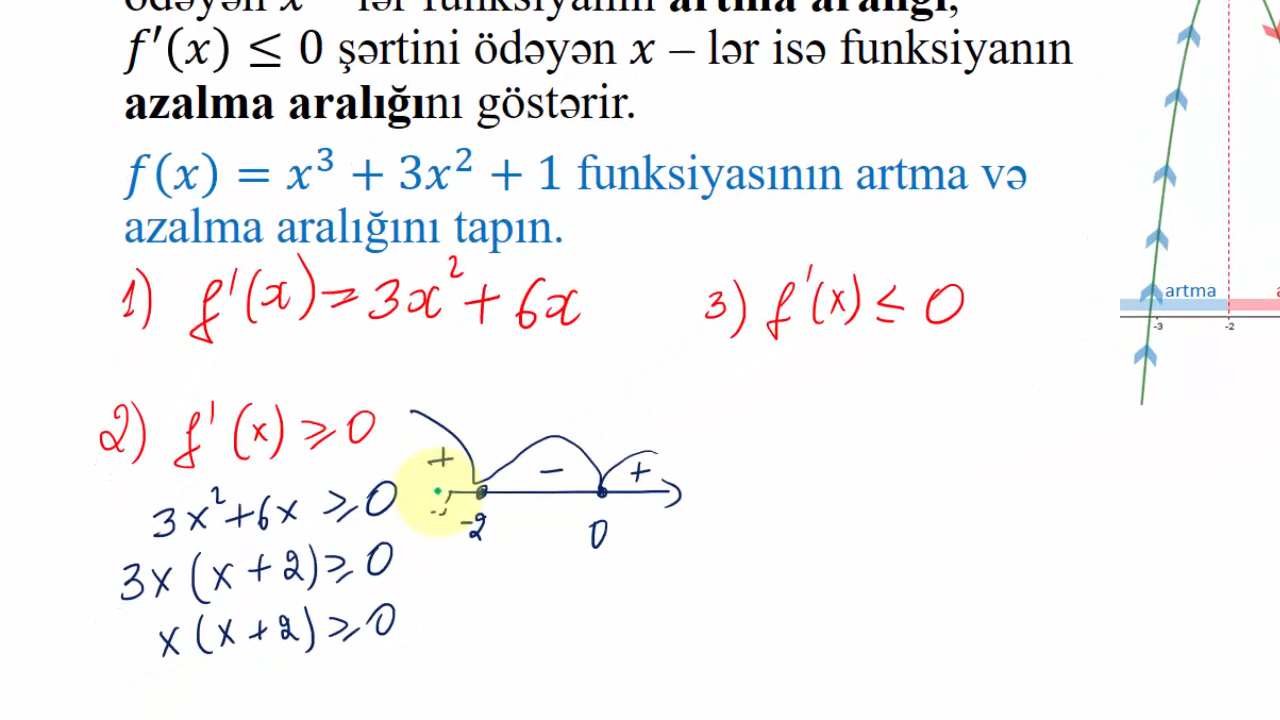 ödəyən x – lər funksiyanın artma aralığı,
f′(x) ≤ 0 şərtini ödəyən x – lər isə funksiyanın
azalma aralığını göstərir.
f(x) = x³ + 3x² + 1 funksiyasının artma və
azalma aralığını tapın.
1) f'(x) = 3x² + 6x
3) f'(x) ≤ 0
2) f'(x) ≥ 0
3x² + 6x ≥ 0
3x (x + 2) ≥ 0
x (x + 2) ≥ 0
+ − +
-2 0
artma
-3 -2